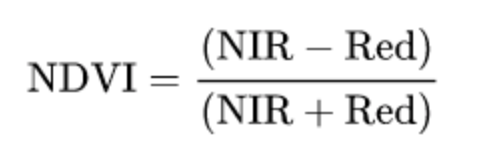 NDVI = (NIR − Red) / (NIR + Red)